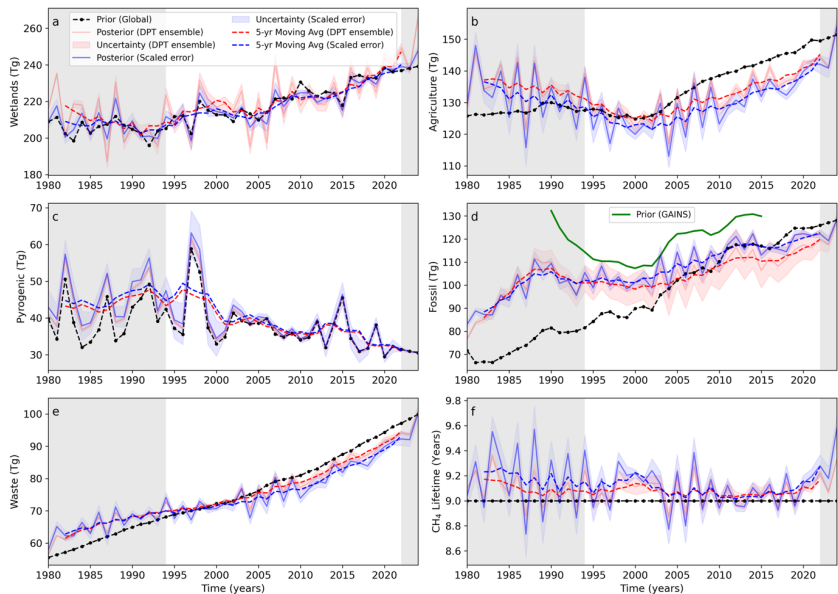 a
Prior (Global)
Posterior (DPT ensemble)
Uncertainty (DPT ensemble)
Posterior (Scaled error)
Uncertainty (Scaled error)
5-yr Moving Avg (DPT ensemble)
5-yr Moving Avg (Scaled error)
Wetlands (Tg)
260
240
220
200
180
1980 1985 1990 1995 2000 2005 2010 2015 2020
b
Agriculture (Tg)
150
140
130
120
110
1980 1985 1990 1995 2000 2005 2010 2015 2020
c
Pyrogenic (Tg)
70
60
50
40
30
1980 1985 1990 1995 2000 2005 2010 2015 2020
d
Prior (GAINS)
Fossil (Tg)
130
120
110
100
90
80
70
1980 1985 1990 1995 2000 2005 2010 2015 2020
e
Waste (Tg)
100
90
80
70
60
1980 1985 1990 1995 2000 2005 2010 2015 2020
Time (years)
f
CH₄ Lifetime (Years)
9.8
9.6
9.4
9.2
9.0
8.8
8.6
1980 1985 1990 1995 2000 2005 2010 2015 2020
Time (years)